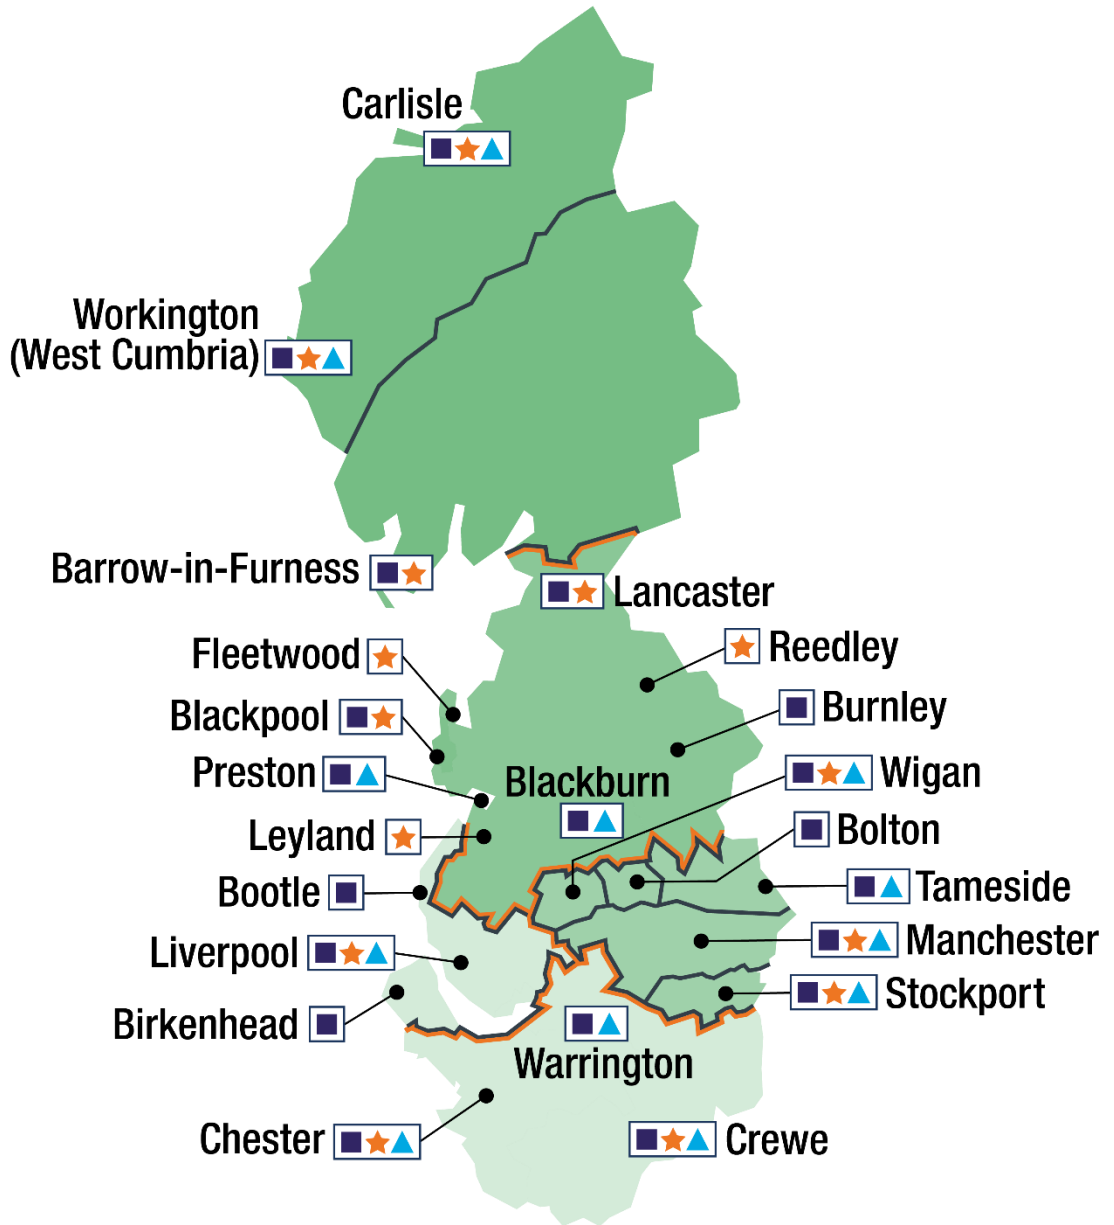 Carlisle
Workington
(West Cumbria)
Barrow-in-Furness
Lancaster
Fleetwood
Reedley
Blackpool
Burnley
Preston
Blackburn
Wigan
Leyland
Bolton
Bootle
Tameside
Liverpool
Manchester
Birkenhead
Stockport
Warrington
Chester
Crewe